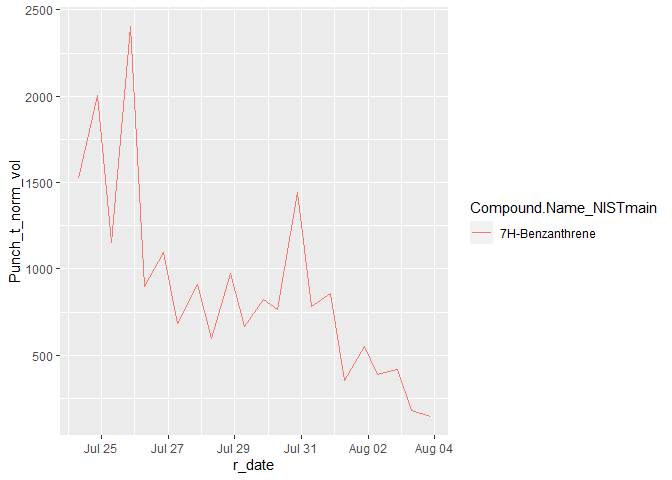 2500
2000
1500
1000
500
Punch_t_norm_vol
Jul 25 Jul 27 Jul 29 Jul 31 Aug 02 Aug 04
r_date
Compound.Name_NISTmain
7H-Benzanthrene